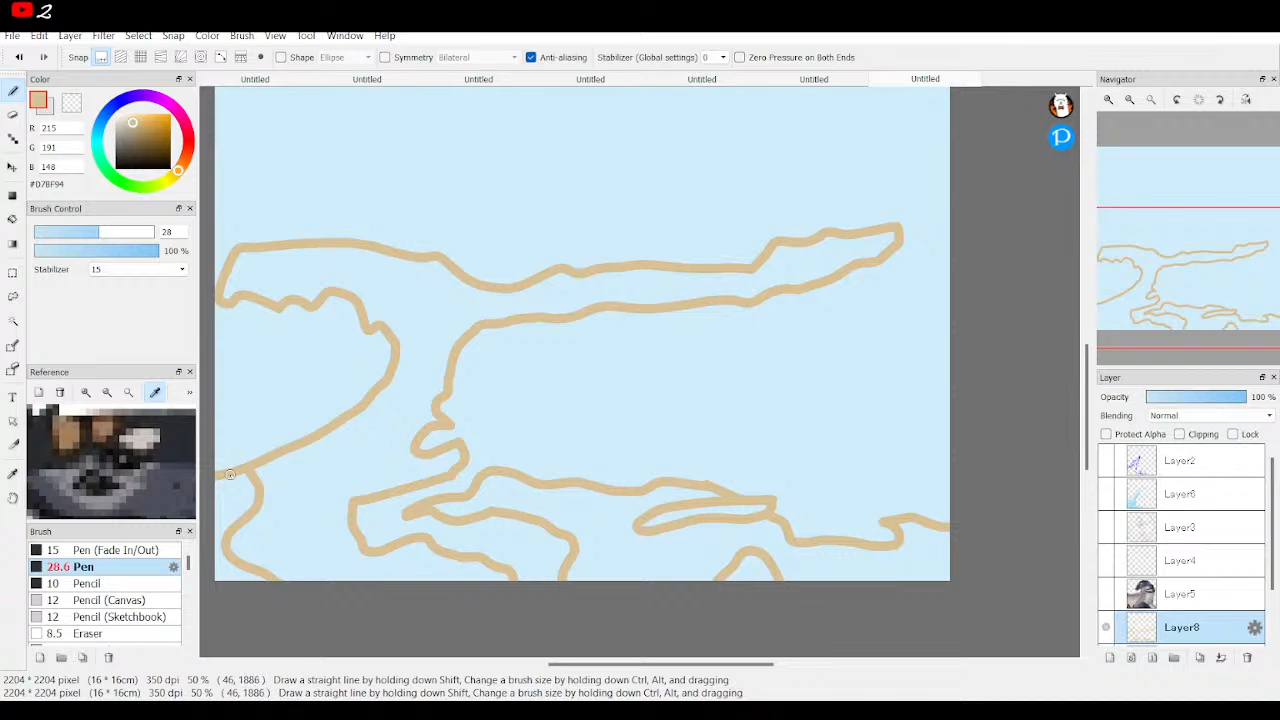 2
File Edit Layer Filter Select Snap Color Brush View Tool Window Help
Snap Shape Ellipse Symmetry Bilateral Anti-aliasing Stabilizer (Global settings) 0 Zero Pressure on Both Ends
Color
Untitled Untitled Untitled Untitled Untitled Untitled Untitled
Navigator
R 215
G 191
B 148
#D7BF94
Brush Control
28
100 %
Stabilizer 15
Reference
Brush
15 Pen (Fade In/Out)
28.6 Pen
10 Pencil
12 Pencil (Canvas)
12 Pencil (Sketchbook)
8.5 Eraser
Layer
Opacity 100 %
Blending Normal
Protect Alpha Clipping Lock
Layer2
Layer6
Layer3
Layer4
Layer5
Layer8
2204 * 2204 pixel (16 * 16cm) 350 dpi 50 % ( 46, 1886 ) Draw a straight line by holding down Shift, Change a brush size by holding down Ctrl, Alt, and dragging
2204 * 2204 pixel (16 * 16cm) 350 dpi 50 % ( 46, 1886 ) Draw a straight line by holding down Shift, Change a brush size by holding down Ctrl, Alt, and dragging